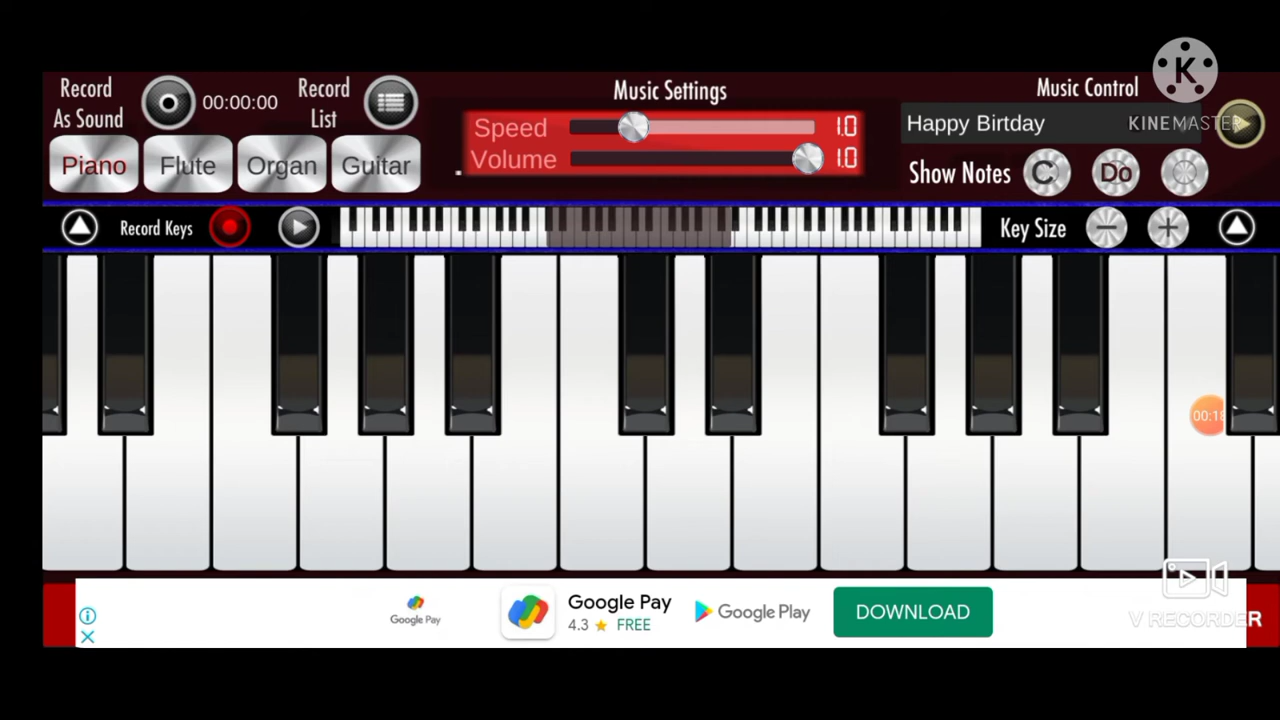 Record
As Sound
00:00:00
Record
List
Music Settings
Music Control
K
Speed 1.0
Volume 1.0
Happy Birtday
KINEMASTER
Piano
Flute
Organ
Guitar
Show Notes
C
Do
Record Keys
Key Size
00:18
Google Pay
Google Pay
4.3 ★ FREE
Google Play
DOWNLOAD
V RECORDER